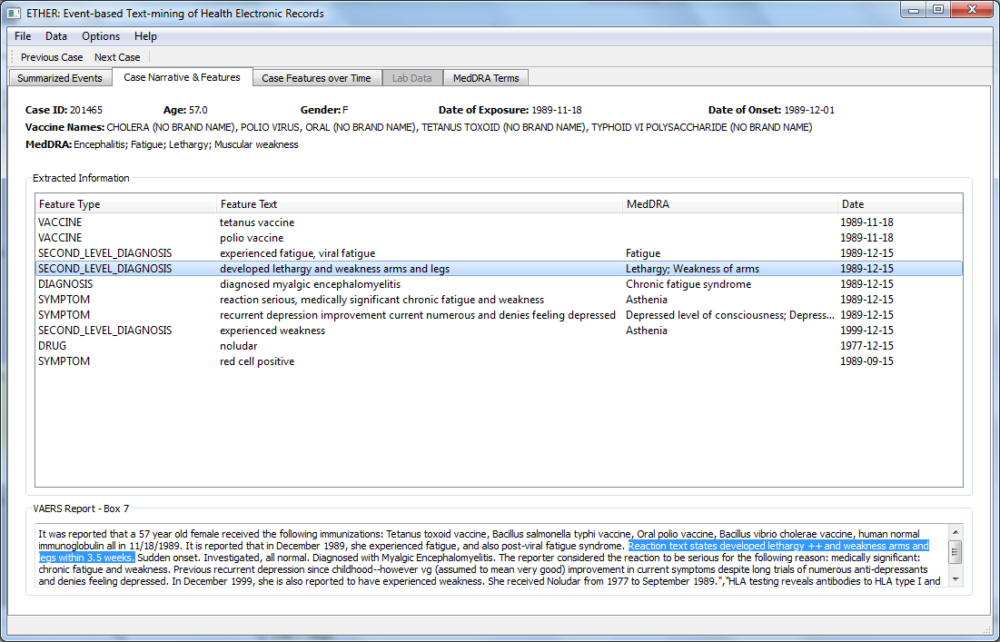 ETHER: Event-based Text-mining of Health Electronic Records
File Data Options Help
Previous Case Next Case
Summarized Events Case Narrative & Features Case Features over Time Lab Data MedDRA Terms
Case ID: 201465 Age: 57.0 Gender: F Date of Exposure: 1989-11-18 Date of Onset: 1989-12-01
Vaccine Names: CHOLERA (NO BRAND NAME), POLIO VIRUS, ORAL (NO BRAND NAME), TETANUS TOXOID (NO BRAND NAME), TYPHOID VI POLYSACCHARIDE (NO BRAND NAME)
MedDRA: Encephalitis; Fatigue; Lethargy; Muscular weakness
Extracted Information
Feature Type Feature Text MedDRA Date
VACCINE tetanus vaccine 1989-11-18
VACCINE polio vaccine 1989-11-18
SECOND_LEVEL_DIAGNOSIS experienced fatigue, viral fatigue Fatigue 1989-12-15
SECOND_LEVEL_DIAGNOSIS developed lethargy and weakness arms and legs Lethargy; Weakness of arms 1989-12-15
DIAGNOSIS diagnosed myalgic encephalomyelitis Chronic fatigue syndrome 1989-12-15
SYMPTOM reaction serious, medically significant chronic fatigue and weakness Asthenia 1989-12-15
SYMPTOM recurrent depression improvement current numerous and denies feeling depressed Depressed level of consciousness; Depress... 1989-12-15
SECOND_LEVEL_DIAGNOSIS experienced weakness Asthenia 1999-12-15
DRUG noludar 1977-12-15
SYMPTOM red cell positive 1989-09-15
VAERS Report - Box 7
It was reported that a 57 year old female received the following immunizations: Tetanus toxoid vaccine, Bacillus salmonella typhi vaccine, Oral polio vaccine, Bacillus vibrio cholerae vaccine, human normal
immunoglobulin all in 11/18/1989. It is reported that in December 1989, she experienced fatigue, and also post-viral fatigue syndrome. Reaction text states developed lethargy ++ and weakness arms and
legs within 3.5 weeks. Sudden onset. Investigated, all normal. Diagnosed with Myalgic Encephalomyelitis. The reporter considered the reaction to be serious for the following reason: medically significant:
chronic fatigue and weakness. Previous recurrent depression since childhood--however vg (assumed to mean very good) improvement in current symptoms despite long trials of numerous anti-depressants
and denies feeling depressed. In December 1999, she is also reported to have experienced weakness. She received Noludar from 1977 to September 1989.","HLA testing reveals antibodies to HLA type I and